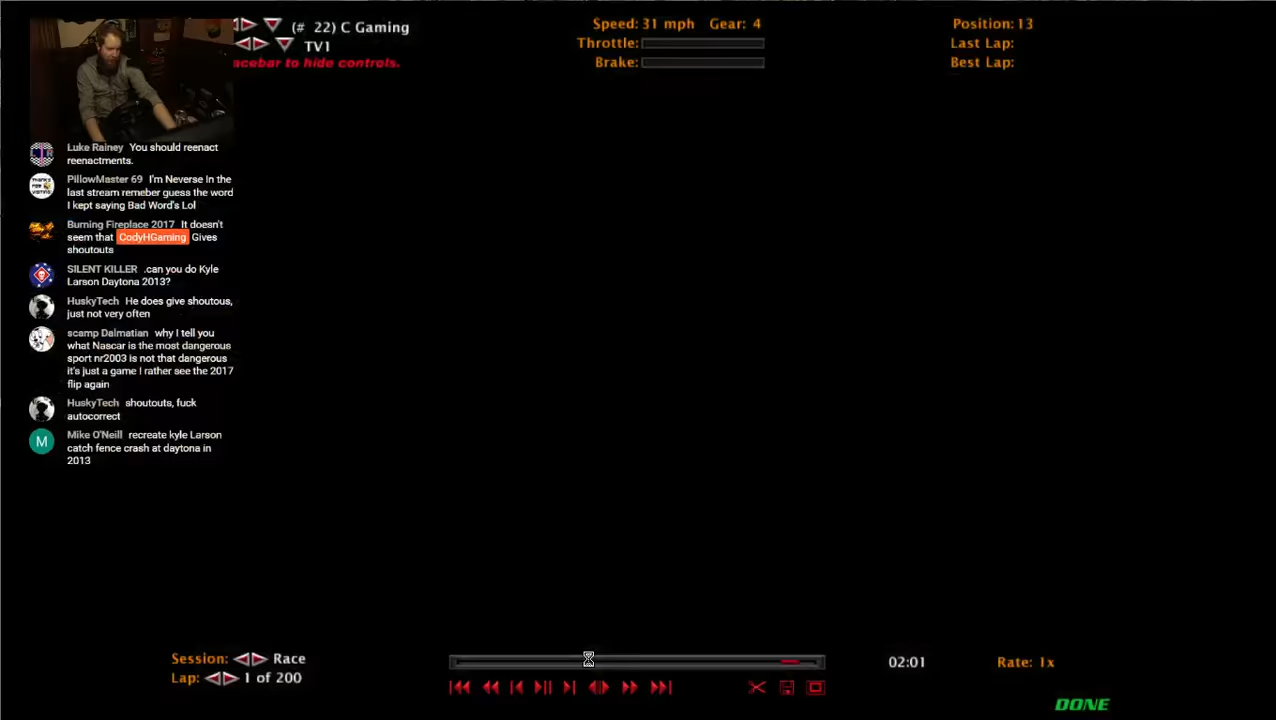 (# 22) C Gaming
TV1
acebar to hide controls.
Speed: 31 mph Gear: 4
Throttle:
Brake:
Position: 13
Last Lap:
Best Lap:
Luke Rainey You should reenact
reenactments.
PillowMaster 69 I'm Neverse In the
last stream remeber guess the word
I kept saying Bad Word's Lol
Burning Fireplace 2017 It doesn't
seem that CodyHGaming Gives
shoutouts
SILENT KILLER .can you do Kyle
Larson Daytona 2013?
HuskyTech He does give shoutous,
just not very often
scamp Dalmatian why I tell you
what Nascar is the most dangerous
sport nr2003 is not that dangerous
it's just a game I rather see the 2017
flip again
HuskyTech shoutouts, fuck
autocorrect
M
Mike O'Neill recreate kyle Larson
catch fence crash at daytona in
2013
Session: Race
Lap: 1 of 200
02:01
Rate: 1x
DONE